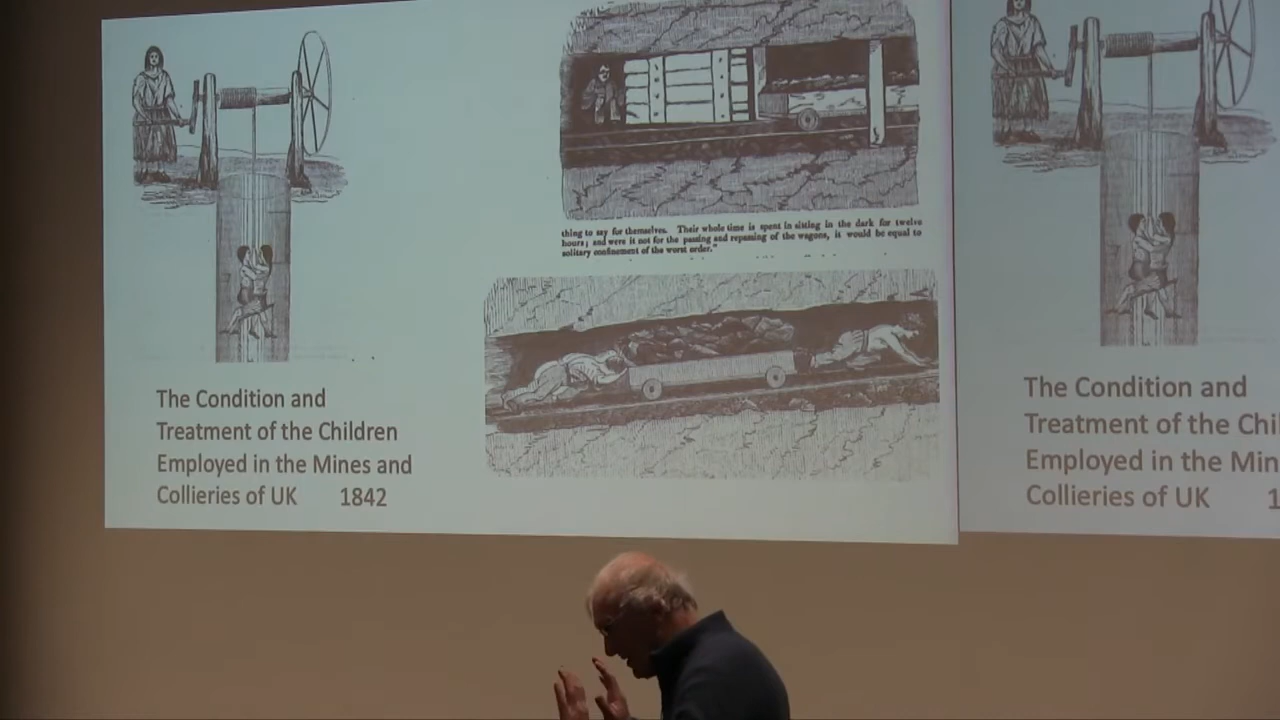 thing to say for themselves. Their whole time is spent in sitting in the dark for twelve
hours; and were it not for the passing and repassing of the wagons, it would be equal to
solitary confinement of the worst order."
The Condition and
Treatment of the Children
Employed in the Mines and
Collieries of UK 1842
The Condition and
Treatment of the Chi
Employed in the Min
Collieries of UK 1